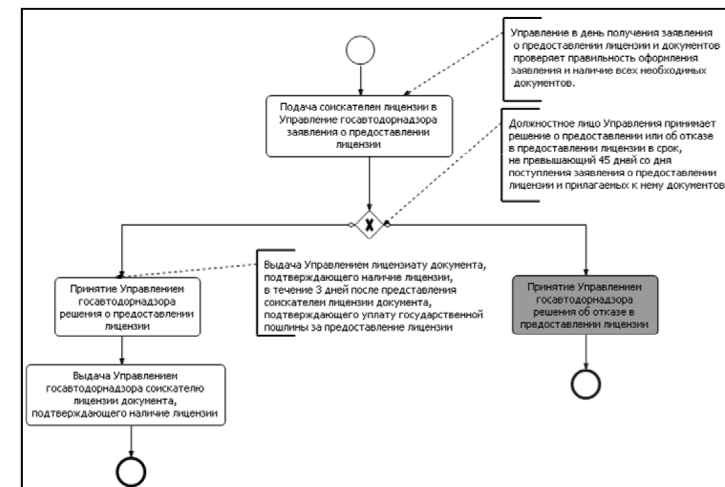 Управление в день получения заявления
о предоставлении лицензии и документов
проверяет правильность оформления
заявления и наличие всех необходимых
документов.
Подача соискателем лицензии в
Управление госавтодорнадзора
заявления о предоставлении
лицензии
Должностное лицо Управления принимает
решение о предоставлении или об отказе
в предоставлении лицензии в срок,
не превышающий 45 дней со дня
поступления заявления о предоставлении
лицензии и прилагаемых к нему документов
X
Выдача Управлением лицензиату документа,
подтверждающего наличие лицензии,
в течение 3 дней после представления
соискателем лицензии документа,
подтверждающего уплату государственной
пошлины за предоставление лицензии
Принятие Управлением
госавтодорнадзора
решения о предоставлении
лицензии
Принятие Управлением
госавтодорнадзора
решения об отказе в
предоставлении лицензии
Выдача Управлением
госавтодорнадзора соискателю
лицензии документа,
подтверждающего наличие лицензии